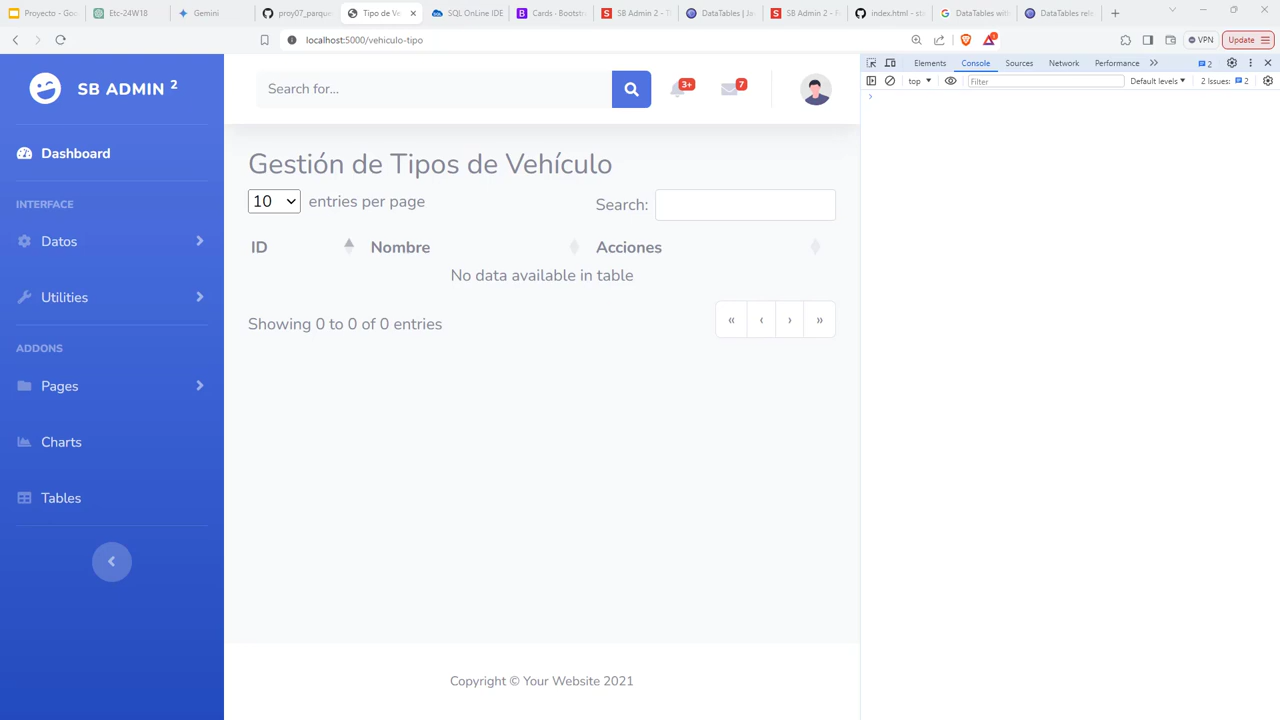 Proyecto - Goo
Etc-24W18
Gemini
proy07_parque
Tipo de Ve
SQL OnLine IDE
Cards · Bootstr
SB Admin 2 - T
DataTables | Ja
SB Admin 2 - F
index.html - sta
DataTables with
DataTables rele
localhost:5000/vehiculo-tipo
VPN
Update
SB ADMIN 2
Dashboard
INTERFACE
Datos
Utilities
ADDONS
Pages
Charts
Tables
Search for...
3+
7
Gestión de Tipos de Vehículo
10 entries per page
Search:
ID Nombre Acciones
No data available in table
Showing 0 to 0 of 0 entries
« ‹ › »
Copyright © Your Website 2021
Elements Console Sources Network Performance » 2
top Filter Default levels 2 Issues: 2